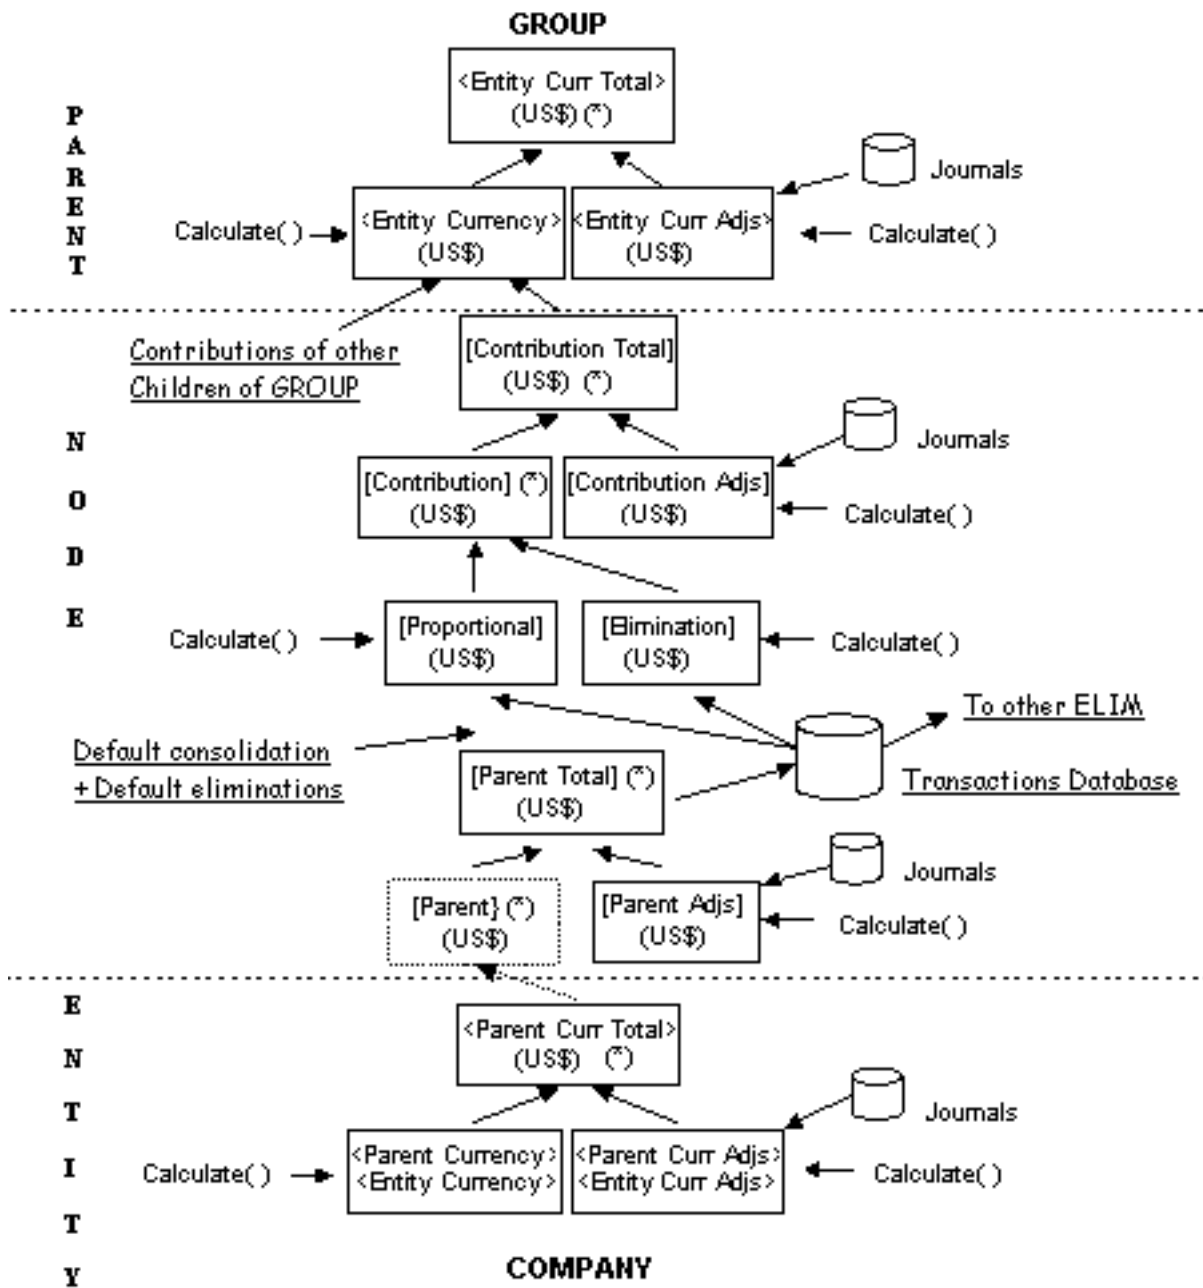 GROUP
<Entity Curr Total>
(US$) (*)
PARENT
Journals
<Entity Currency>
(US$)
<Entity Curr Adjs>
(US$)
Calculate( )
Calculate( )
Contributions of other
Children of GROUP
[Contribution Total]
(US$) (*)
NODE
Journals
[Contribution] (*)
(US$)
[Contribution Adjs]
(US$)
Calculate( )
Calculate( )
[Proportional]
(US$)
[Elimination]
(US$)
Calculate( )
To other ELIM
Default consolidation
+ Default eliminations
[Parent Total] (*)
(US$)
Transactions Database
Journals
[Parent} (*)
(US$)
[Parent Adjs]
(US$)
Calculate( )
ENTITY
<Parent Curr Total>
(US$) (*)
Journals
Calculate( )
<Parent Currency>
<Entity Currency>
<Parent Curr Adjs>
<Entity Curr Adjs>
Calculate( )
COMPANY